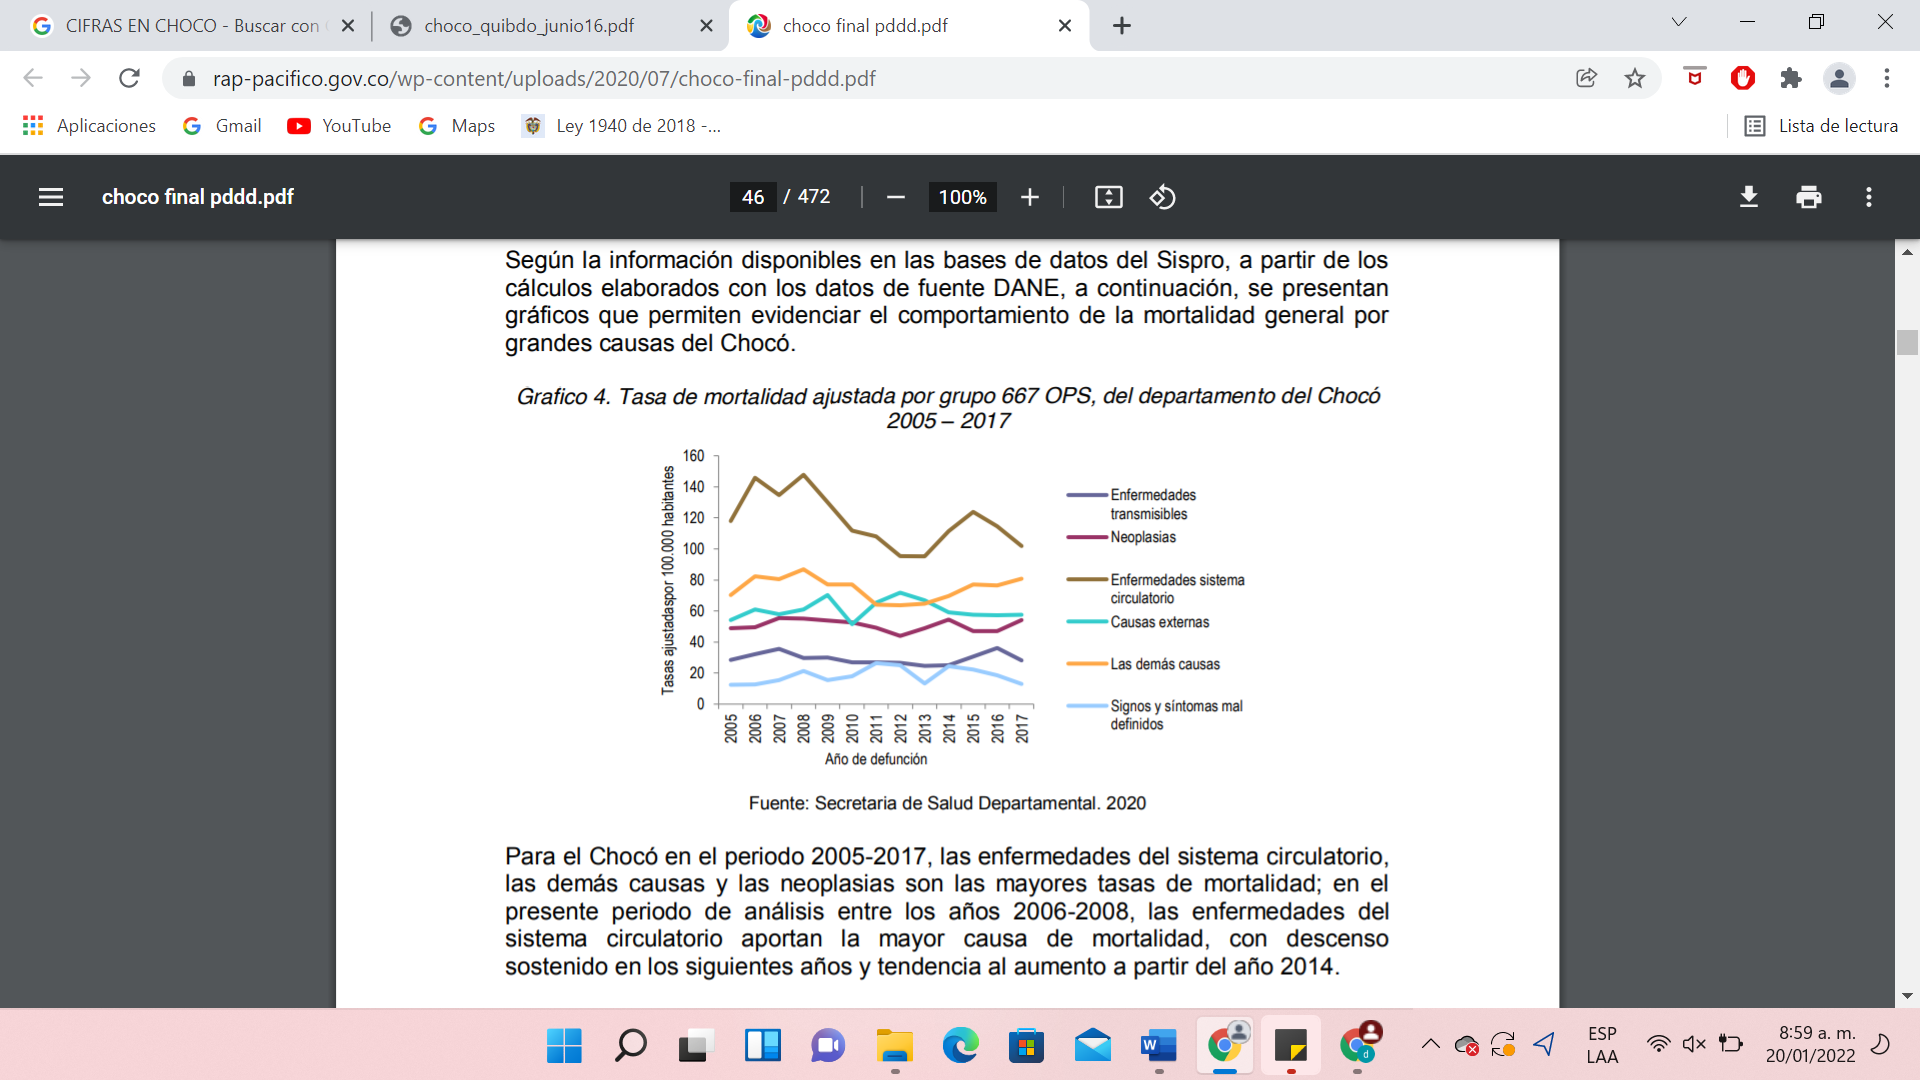 CIFRAS EN CHOCO - Buscar con
choco_quibdo_junio16.pdf
choco final pddd.pdf
rap-pacifico.gov.co/wp-content/uploads/2020/07/choco-final-pddd.pdf
Aplicaciones
Gmail
YouTube
Maps
Ley 1940 de 2018 -...
Lista de lectura
choco final pddd.pdf
46 / 472
100%
Según la información disponibles en las bases de datos del Sispro, a partir de los
cálculos elaborados con los datos de fuente DANE, a continuación, se presentan
gráficos que permiten evidenciar el comportamiento de la mortalidad general por
grandes causas del Chocó.
Grafico 4. Tasa de mortalidad ajustada por grupo 667 OPS, del departamento del Chocó
2005 – 2017
Tasas ajustadaspor 100.000 habitantes
160
140
120
100
80
60
40
20
0
2005 2006 2007 2008 2009 2010 2011 2012 2013 2014 2015 2016 2017
Año de defunción
Enfermedades
transmisibles
Neoplasias
Enfermedades sistema
circulatorio
Causas externas
Las demás causas
Signos y síntomas mal
definidos
Fuente: Secretaria de Salud Departamental. 2020
Para el Chocó en el periodo 2005-2017, las enfermedades del sistema circulatorio,
las demás causas y las neoplasias son las mayores tasas de mortalidad; en el
presente periodo de análisis entre los años 2006-2008, las enfermedades del
sistema circulatorio aportan la mayor causa de mortalidad, con descenso
sostenido en los siguientes años y tendencia al aumento a partir del año 2014.
W
d
ESP
LAA
8:59 a. m.
20/01/2022